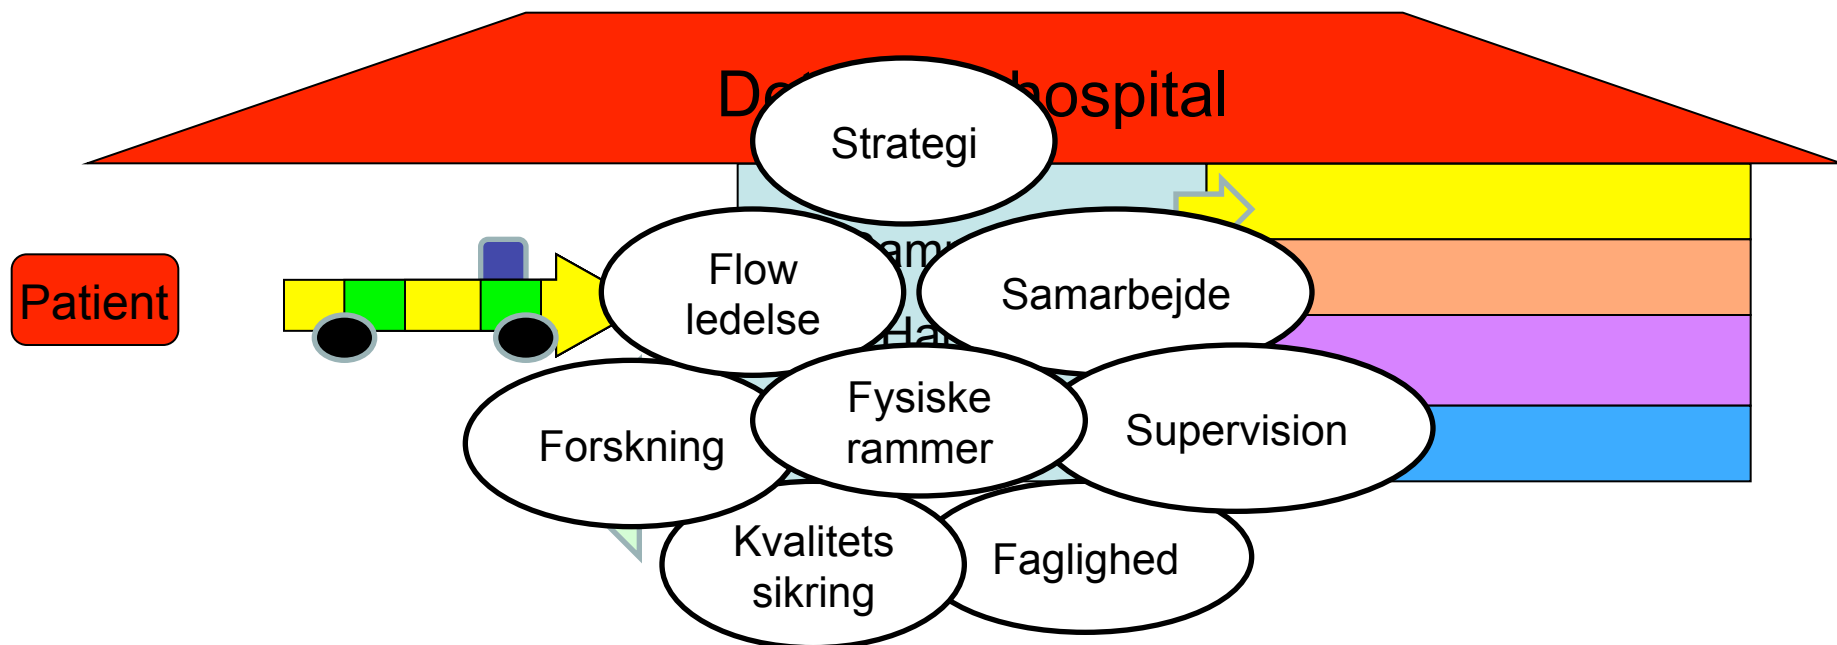 hospital
Strategi
Flow
ledelse
Samarbejde
Patient
Fysiske
rammer
Forskning
Supervision
Kvalitets
sikring
Faglighed